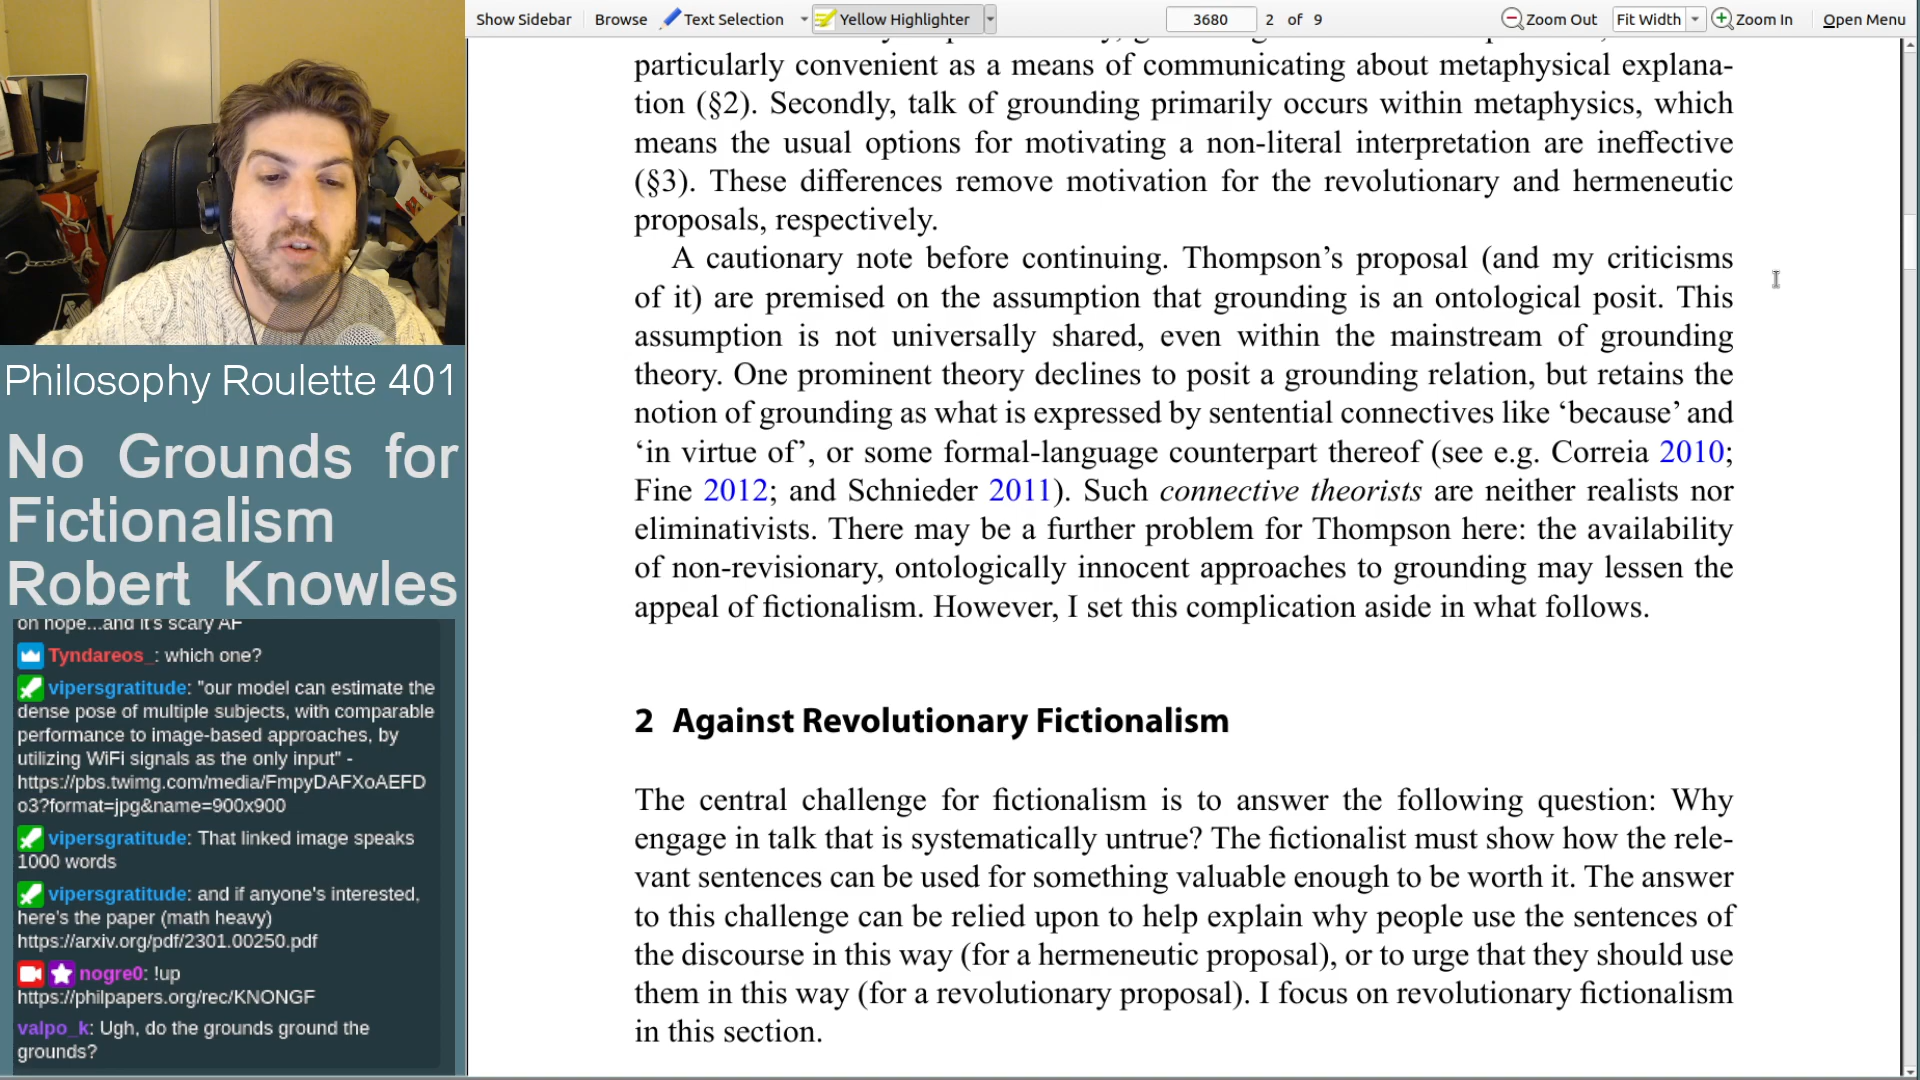 Show Sidebar Browse Text Selection Yellow Highlighter 3680 2 of 9 Zoom Out Fit Width Zoom In Open Menu
particularly convenient as a means of communicating about metaphysical explana-
tion (§2). Secondly, talk of grounding primarily occurs within metaphysics, which
means the usual options for motivating a non-literal interpretation are ineffective
(§3). These differences remove motivation for the revolutionary and hermeneutic
proposals, respectively.
A cautionary note before continuing. Thompson's proposal (and my criticisms
of it) are premised on the assumption that grounding is an ontological posit. This
assumption is not universally shared, even within the mainstream of grounding
theory. One prominent theory declines to posit a grounding relation, but retains the
notion of grounding as what is expressed by sentential connectives like 'because' and
'in virtue of', or some formal-language counterpart thereof (see e.g. Correia 2010;
Fine 2012; and Schnieder 2011). Such connective theorists are neither realists nor
eliminativists. There may be a further problem for Thompson here: the availability
of non-revisionary, ontologically innocent approaches to grounding may lessen the
appeal of fictionalism. However, I set this complication aside in what follows.
2 Against Revolutionary Fictionalism
The central challenge for fictionalism is to answer the following question: Why
engage in talk that is systematically untrue? The fictionalist must show how the rele-
vant sentences can be used for something valuable enough to be worth it. The answer
to this challenge can be relied upon to help explain why people use the sentences of
the discourse in this way (for a hermeneutic proposal), or to urge that they should use
them in this way (for a revolutionary proposal). I focus on revolutionary fictionalism
in this section.
Philosophy Roulette 401
No Grounds for
Fictionalism
Robert Knowles
on hope...and it's scary AF
Tyndareos_: which one?
vipersgratitude: "our model can estimate the
dense pose of multiple subjects, with comparable
performance to image-based approaches, by
utilizing WiFi signals as the only input" -
https://pbs.twimg.com/media/FmpyDAFXoAEFD
o3?format=jpg&name=900x900
vipersgratitude: That linked image speaks
1000 words
vipersgratitude: and if anyone's interested,
here's the paper (math heavy)
https://arxiv.org/pdf/2301.00250.pdf
nogre0: !up
https://philpapers.org/rec/KNONGF
valpo_k: Ugh, do the grounds ground the
grounds?